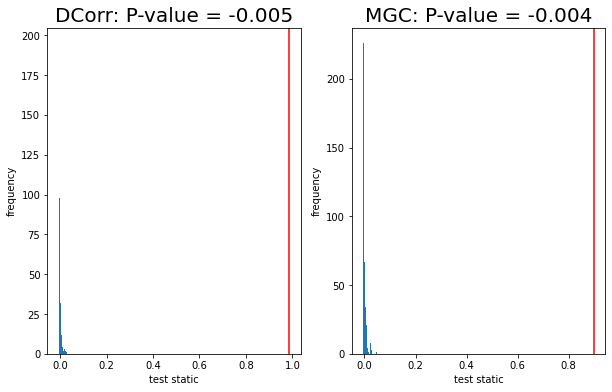 DCorr: P-value = -0.005
200
175
150
125
100
75
50
25
0
frequency
0.0 0.2 0.4 0.6 0.8 1.0
test static
MGC: P-value = -0.004
200
150
100
50
0
frequency
0.0 0.2 0.4 0.6 0.8
test static